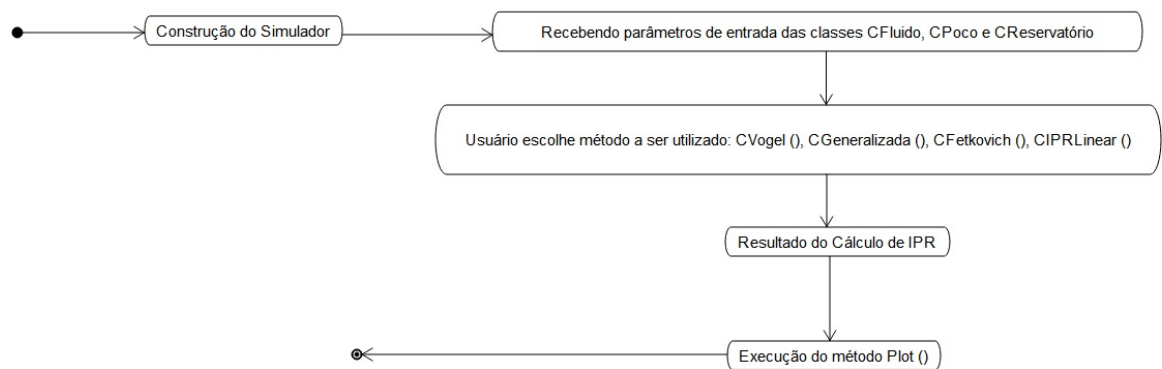 Construção do Simulador
Recebendo parâmetros de entrada das classes CFluido, CPoco e CReservatório
Usuário escolhe método a ser utilizado: CVogel (), CGeneralizada (), CFetkovich (), CIPRLinear ()
Resultado do Cálculo de IPR
Execução do método Plot ()